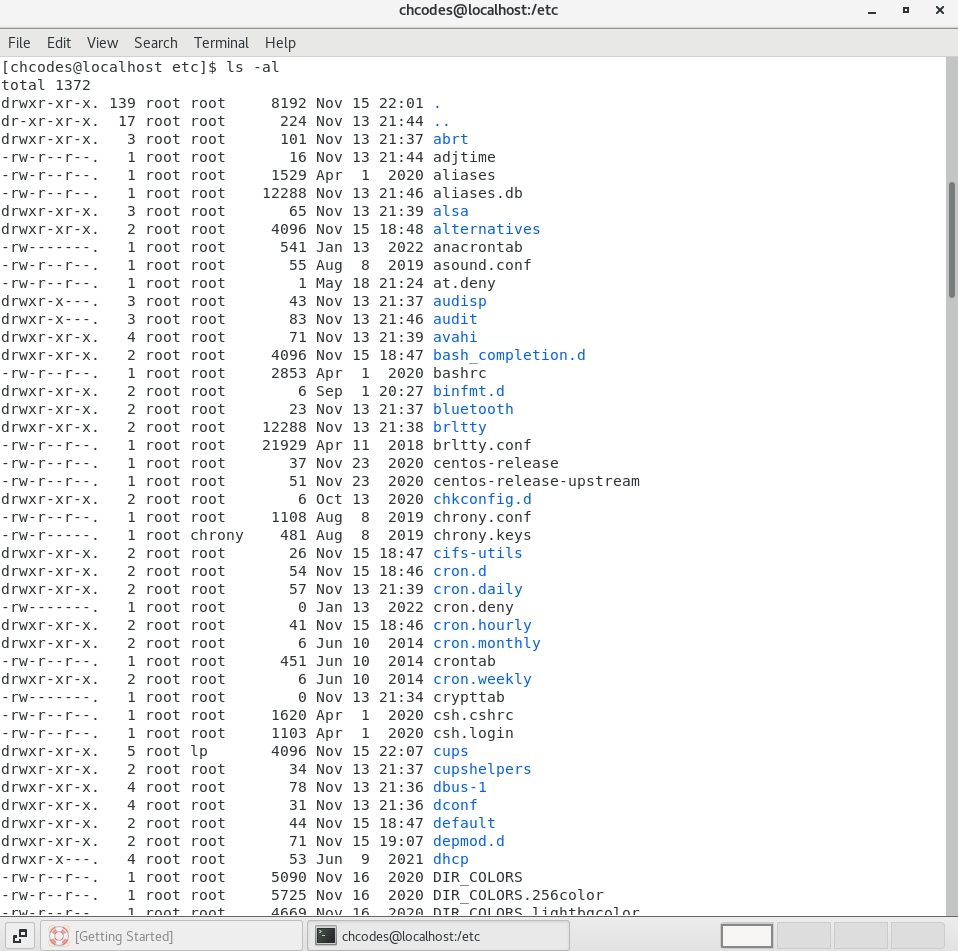 chcodes@localhost:/etc
File Edit View Search Terminal Help
[chcodes@localhost etc]$ ls -al
total 1372
drwxr-xr-x. 139 root root     8192 Nov 15 22:01 .
dr-xr-xr-x.  17 root root      224 Nov 13 21:44 ..
drwxr-xr-x.   3 root root      101 Nov 13 21:37 abrt
-rw-r--r--.   1 root root       16 Nov 13 21:44 adjtime
-rw-r--r--.   1 root root     1529 Apr  1  2020 aliases
-rw-r--r--.   1 root root    12288 Nov 13 21:46 aliases.db
drwxr-xr-x.   3 root root       65 Nov 13 21:39 alsa
drwxr-xr-x.   2 root root     4096 Nov 15 18:48 alternatives
-rw-------.   1 root root      541 Jan 13  2022 anacrontab
-rw-r--r--.   1 root root       55 Aug  8  2019 asound.conf
-rw-r--r--.   1 root root        1 May 18 21:24 at.deny
drwxr-x---.   3 root root       43 Nov 13 21:37 audisp
drwxr-x---.   3 root root       83 Nov 13 21:46 audit
drwxr-xr-x.   4 root root       71 Nov 13 21:39 avahi
drwxr-xr-x.   2 root root     4096 Nov 15 18:47 bash_completion.d
-rw-r--r--.   1 root root     2853 Apr  1  2020 bashrc
drwxr-xr-x.   2 root root        6 Sep  1 20:27 binfmt.d
drwxr-xr-x.   2 root root       23 Nov 13 21:37 bluetooth
drwxr-xr-x.   2 root root    12288 Nov 13 21:38 brltty
-rw-r--r--.   1 root root    21929 Apr 11  2018 brltty.conf
-rw-r--r--.   1 root root       37 Nov 23  2020 centos-release
-rw-r--r--.   1 root root       51 Nov 23  2020 centos-release-upstream
drwxr-xr-x.   2 root root        6 Oct 13  2020 chkconfig.d
-rw-r--r--.   1 root root     1108 Aug  8  2019 chrony.conf
-rw-r-----.   1 root chrony    481 Aug  8  2019 chrony.keys
drwxr-xr-x.   2 root root       26 Nov 15 18:47 cifs-utils
drwxr-xr-x.   2 root root       54 Nov 15 18:46 cron.d
drwxr-xr-x.   2 root root       57 Nov 13 21:39 cron.daily
-rw-------.   1 root root        0 Jan 13  2022 cron.deny
drwxr-xr-x.   2 root root       41 Nov 15 18:46 cron.hourly
drwxr-xr-x.   2 root root        6 Jun 10  2014 cron.monthly
-rw-r--r--.   1 root root      451 Jun 10  2014 crontab
drwxr-xr-x.   2 root root        6 Jun 10  2014 cron.weekly
-rw-------.   1 root root        0 Nov 13 21:34 crypttab
-rw-r--r--.   1 root root     1620 Apr  1  2020 csh.cshrc
-rw-r--r--.   1 root root     1103 Apr  1  2020 csh.login
drwxr-xr-x.   5 root lp       4096 Nov 15 22:07 cups
drwxr-xr-x.   2 root root       34 Nov 13 21:37 cupshelpers
drwxr-xr-x.   4 root root       78 Nov 13 21:36 dbus-1
drwxr-xr-x.   4 root root       31 Nov 13 21:36 dconf
drwxr-xr-x.   2 root root       44 Nov 15 18:47 default
drwxr-xr-x.   2 root root       71 Nov 15 19:07 depmod.d
drwxr-x---.   4 root root       53 Jun  9  2021 dhcp
-rw-r--r--.   1 root root     5090 Nov 16  2020 DIR_COLORS
-rw-r--r--.   1 root root     5725 Nov 16  2020 DIR_COLORS.256color
-rw-r--r--.   1 root root     4669 Nov 16  2020 DIR_COLORS.lightbgcolor
[Getting Started] chcodes@localhost:/etc